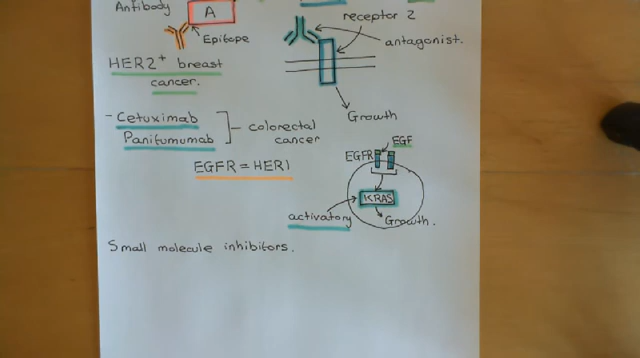 Antibody
A
Epitope
HER2+ breast
cancer.
receptor 2
antagonist.
Growth
- Cetuximab
Panitumumab
colorectal
cancer
EGFR = HER1
EGF
EGFR
KRAS
activatory
Growth.
Small molecule inhibitors.